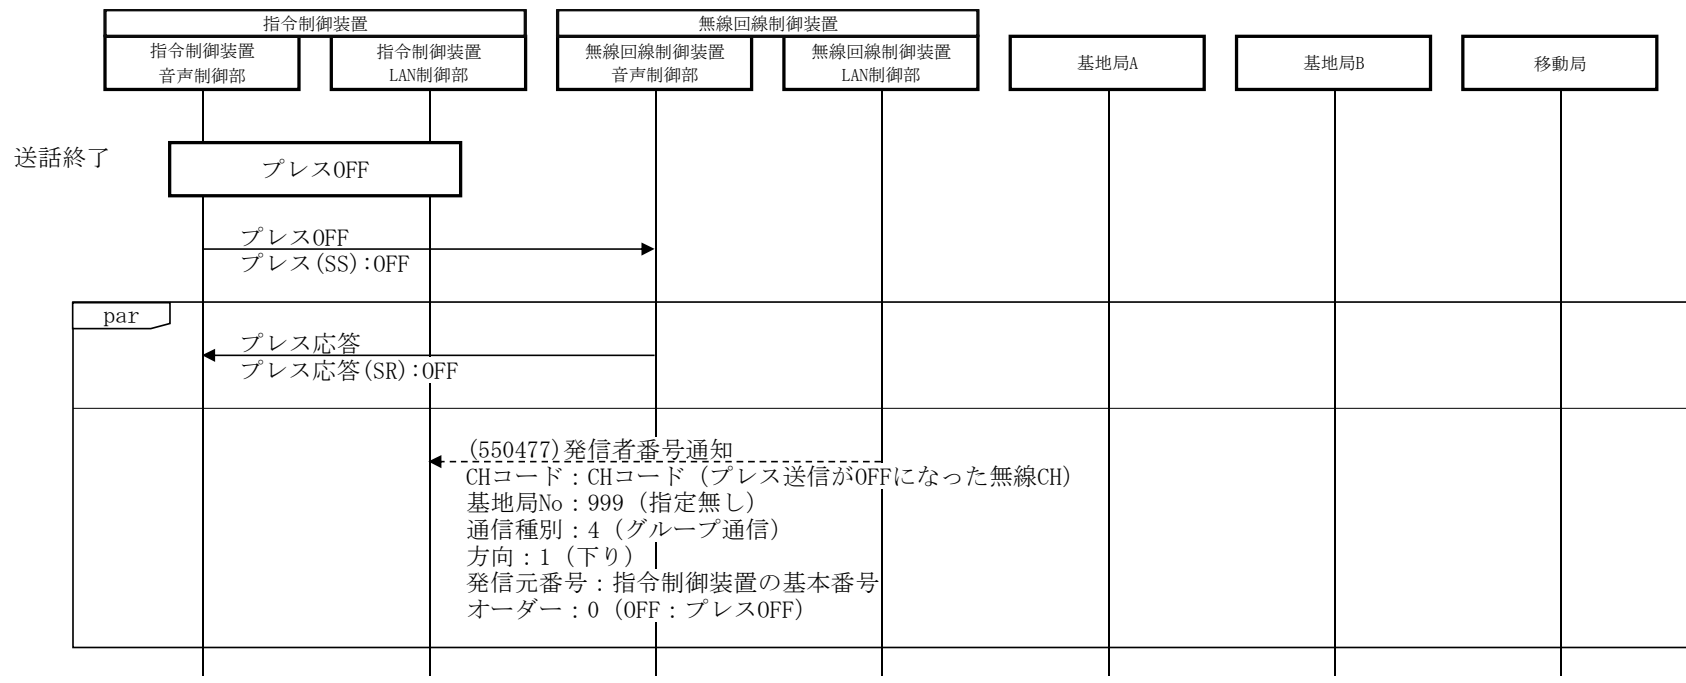 指令制御装置
無線回線制御装置
指令制御装置
音声制御部
指令制御装置
LAN制御部
無線回線制御装置
音声制御部
無線回線制御装置
LAN制御部
基地局A
基地局B
移動局
送話終了
プレスOFF
プレスOFF
プレス(SS):OFF
par
プレス応答
プレス応答(SR):OFF
(550477)発信者番号通知
CHコード：CHコード（プレス送信がOFFになった無線CH）
基地局No：999（指定無し）
通信種別：4（グループ通信）
方向：1（下り）
発信元番号：指令制御装置の基本番号
オーダー：0（OFF：プレスOFF）